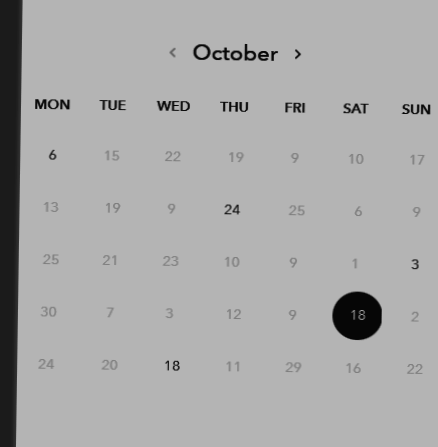 ‹ October ›
MON TUE WED THU FRI SAT SUN
6 15 22 19 9 10 17
13 19 9 24 25 6 9
25 21 23 10 9 1 3
30 7 3 12 9 18 2
24 20 18 11 29 16 22